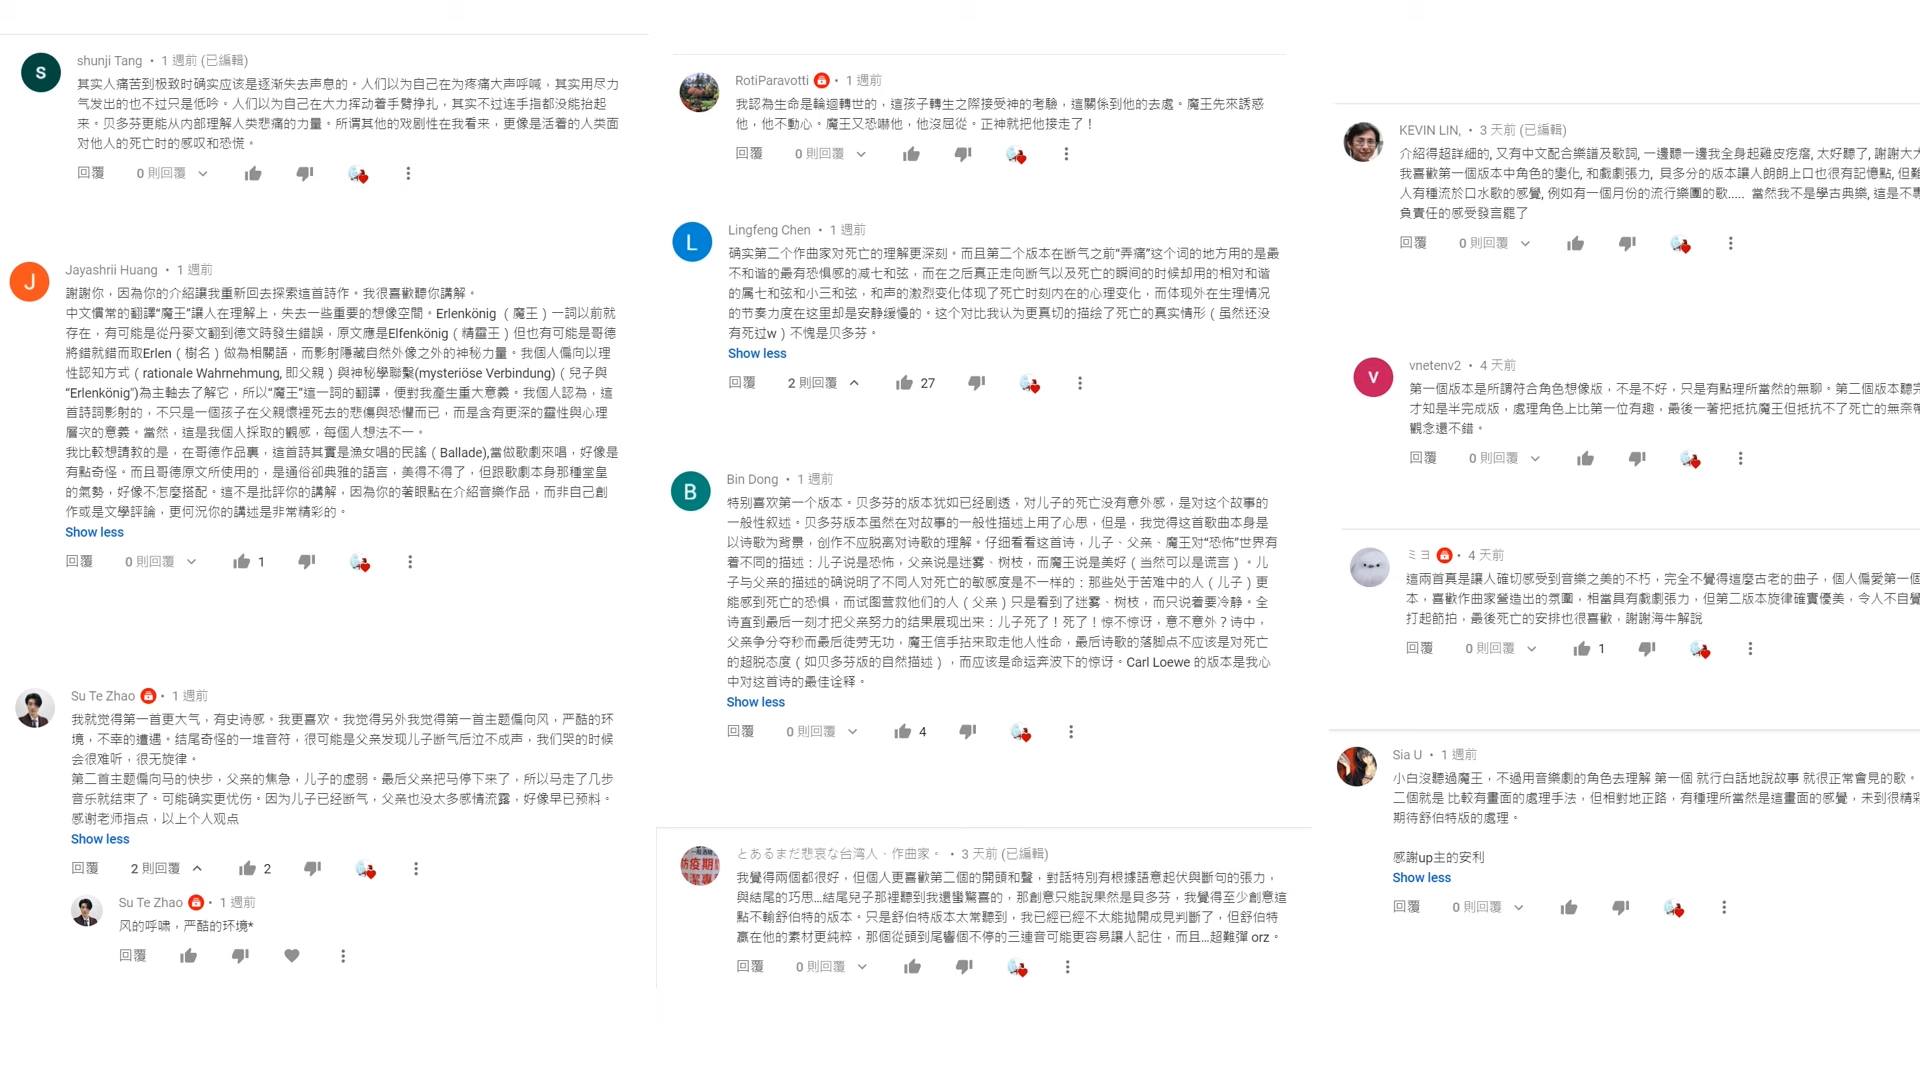 shunji Tang • 1 週前 (已編輯)
其实人痛苦到极致时确实应该是逐渐失去声息的。人们以为自己在为疼痛大声呼喊，其实用尽力
气发出的也不过只是低吟。人们以为自己在大力挥动着手臂挣扎，其实不过连手指都没能抬起
来。贝多芬更能从内部理解人类悲痛的力量。所谓其他的戏剧性在我看来，更像是活着的人类面
对他人的死亡时的感叹和恐慌。
回覆 0 則回覆
Jayashrii Huang • 1 週前
謝謝你，因為你的介紹讓我重新回去探索這首詩作。我很喜歡聽你講解。
中文慣常的翻譯“魔王”讓人在理解上，失去一些重要的想像空間。Erlenkönig （魔王）一詞以前就
存在，有可能是從丹麥文翻到德文時發生錯誤，原文應是Elfenkönig（精靈王）但也有可能是哥德
將錯就錯而取Erlen（樹名）做為相關語，而影射隱藏自然外像之外的神秘力量。我個人偏向以理
性認知方式（rationale Wahrnehmung, 即父親）與神秘學聯繫(mysteriöse Verbindung)（兒子與
“Erlenkönig”)為主軸去了解它，所以“魔王”這一詞的翻譯，便對我產生重大意義。我個人認為，這
首詩詞影射的，不只是一個孩子在父親懷裡死去的悲傷與恐懼而已，而是含有更深的靈性與心理
層次的意義。當然，這是我個人採取的觀感，每個人想法不一。
我比較想請教的是，在哥德作品裏，這首詩其實是漁女唱的民謠（Ballade),當做歌劇來唱，好像是
有點奇怪。而且哥德原文所使用的，是通俗卻典雅的語言，美得不得了，但跟歌劇本身那種堂皇
的氣勢，好像不怎麼搭配。這不是批評你的講解，因為你的著眼點在介紹音樂作品，而非自己創
作或是文學評論，更何況你的講述是非常精彩的。
Show less
回覆 0 則回覆 1
Su Te Zhao • 1 週前
我就觉得第一首更大气，有史诗感。我更喜欢。我觉得另外我觉得第一首主题偏向风，严酷的环
境，不幸的遭遇。结尾奇怪的一堆音符，很可能是父亲发现儿子断气后泣不成声，我们哭的时候
会很难听，很无旋律。
第二首主题偏向马的快步，父亲的焦急，儿子的虚弱。最后父亲把马停下来了，所以马走了几步
音乐就结束了。可能确实更忧伤。因为儿子已经断气，父亲也没太多感情流露，好像早已预料。
感谢老师指点，以上个人观点
Show less
回覆 2 則回覆 2
Su Te Zhao • 1 週前
风的呼啸，严酷的环境*
回覆
RotiParavotti • 1 週前
我認為生命是輪迴轉世的，這孩子轉生之際接受神的考驗，這關係到他的去處。魔王先來誘惑
他，他不動心。魔王又恐嚇他，他沒屈從。正神就把他接走了！
回覆 0 則回覆
Lingfeng Chen • 1 週前
确实第二个作曲家对死亡的理解更深刻。而且第二个版本在断气之前“弄痛”这个词的地方用的是最
不和谐的最有恐惧感的减七和弦，而在之后真正走向断气以及死亡的瞬间的时候却用的相对和谐
的属七和弦和小三和弦，和声的激烈变化体现了死亡时刻内在的心理变化，而体现外在生理情况
的节奏力度在这里却是安静缓慢的。这个对比我认为更真切的描绘了死亡的真实情形（虽然还没
有死过w）不愧是贝多芬。
Show less
回覆 2 則回覆 27
Bin Dong • 1 週前
特别喜欢第一个版本。贝多芬的版本犹如已经剧透，对儿子的死亡没有意外感，是对这个故事的
一般性叙述。贝多芬版本虽然在对故事的一般性描述上用了心思，但是，我觉得这首歌曲本身是
以诗歌为背景，创作不应脱离对诗歌的理解。仔细看看这首诗，儿子、父亲、魔王对“恐怖”世界有
着不同的描述：儿子说是恐怖，父亲说是迷雾、树枝，而魔王说是美好（当然可以是谎言）。儿
子与父亲的描述的确说明了不同人对死亡的敏感度是不一样的：那些处于苦难中的人（儿子）更
能感到死亡的恐惧，而试图营救他们的人（父亲）只是看到了迷雾、树枝，而只说着要冷静。全
诗直到最后一刻才把父亲努力的结果展现出来：儿子死了！死了！惊不惊讶，意不意外？诗中，
父亲争分夺秒而最后徒劳无功，魔王信手拈来取走他人性命，最后诗歌的落脚点不应该是对死亡
的超脱态度（如贝多芬版的自然描述），而应该是命运奔波下的惊讶。Carl Loewe 的版本是我心
中对这首诗的最佳诠释。
Show less
回覆 0 則回覆 4
とあるまだ悲哀な台湾人、作曲家。 • 3 天前 (已編輯)
我覺得兩個都很好，但個人更喜歡第二個的開頭和聲，對話特別有根據語意起伏與斷句的張力，
與結尾的巧思...結尾兒子那裡聽到我還蠻驚喜的，那創意只能說果然是貝多芬，我覺得至少創意這
點不輸舒伯特的版本。只是舒伯特版本太常聽到，我已經已經不太能拋開成見判斷了，但舒伯特
贏在他的素材更純粹，那個從頭到尾響個不停的三連音可能更容易讓人記住，而且...超難彈 orz。
回覆 0 則回覆
KEVIN LIN, • 3 天前 (已編輯)
介紹得超詳細的, 又有中文配合樂譜及歌詞, 一邊聽一邊我全身起雞皮疙瘩, 太好聽了, 謝謝大大
我喜歡第一個版本中角色的變化, 和戲劇張力, 貝多分的版本讓人朗朗上口也很有記憶點, 但難
人有種流於口水歌的感覺, 例如有一個月份的流行樂團的歌..... 當然我不是學古典樂, 這是不專
負責任的感受發言罷了
回覆 0 則回覆
vnetenv2 • 4 天前
第一個版本是所謂符合角色想像版，不是不好，只是有點理所當然的無聊。第二個版本聽完
才知是半完成版，處理角色上比第一位有趣，最後一著把抵抗魔王但抵抗不了死亡的無奈帶
觀念還不錯。
回覆 0 則回覆
ミヨ • 4 天前
這兩首真是讓人確切感受到音樂之美的不朽，完全不覺得這麼古老的曲子，個人偏愛第一個
本，喜歡作曲家營造出的氛圍，相當具有戲劇張力，但第二版本旋律確實優美，令人不自覺
打起節拍，最後死亡的安排也很喜歡，謝謝海牛解說
回覆 0 則回覆 1
Sia U • 1 週前
小白沒聽過魔王，不過用音樂劇的角色去理解 第一個 就行白話地說故事 就很正常會見的歌。
二個就是 比較有畫面的處理手法，但相對地正路，有種理所當然是這畫面的感覺，未到很精彩
期待舒伯特版的處理。
感謝up主的安利
Show less
回覆 0 則回覆